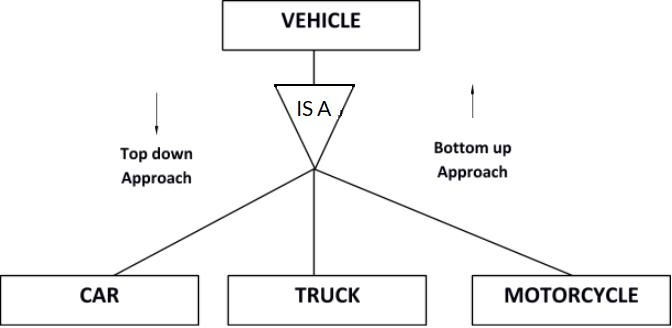 VEHICLE
IS A ,
Top down
Approach
Bottom up
Approach
CAR
TRUCK
MOTORCYCLE